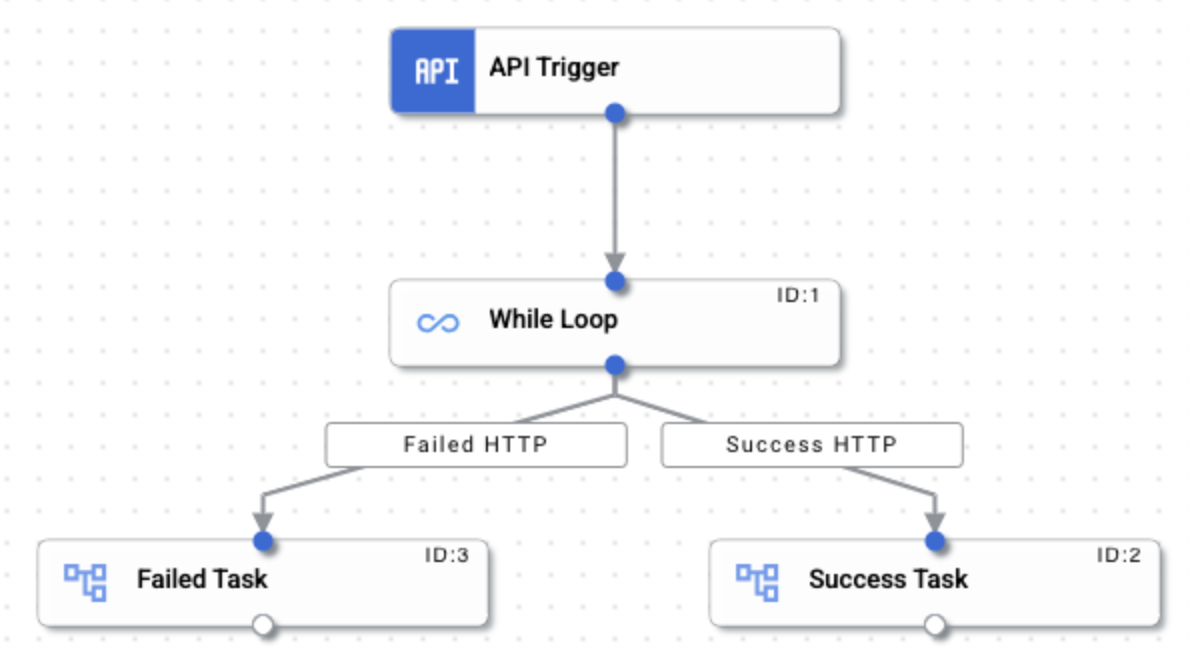 API API Trigger
ID:1
While Loop
Failed HTTP
Success HTTP
ID:3
Failed Task
ID:2
Success Task